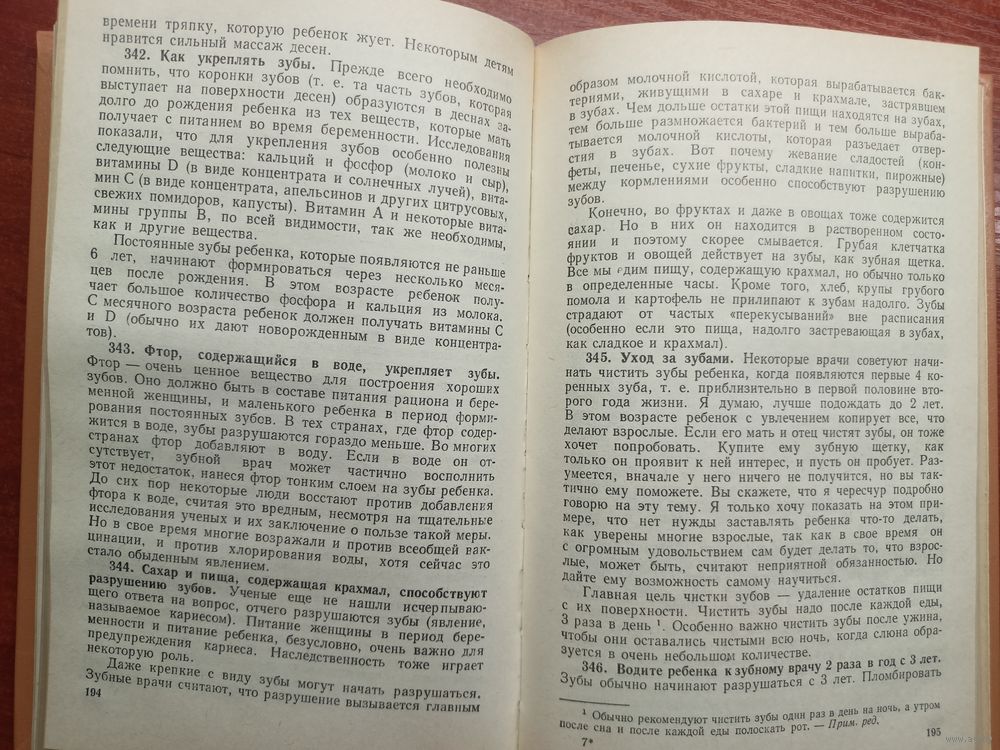 времени тряпку, которую ребенок жует. Некоторым детям
нравится сильный массаж десен.
342. Как укреплять зубы. Прежде всего необходимо
помнить, что коронки зубов (т. е. та часть зубов, которая
выступает на поверхности десен) образуются в деснах за-
долго до рождения ребенка из тех веществ, которые мать
получает с питанием во время беременности. Исследования
показали, что для укрепления зубов особенно полезны
следующие вещества: кальций и фосфор (молоко и сыр),
витамины D (в виде концентрата и солнечных лучей), вита-
мин С (в виде концентрата, апельсинов и других цитрусовых,
свежих помидоров, капусты). Витамин А и некоторые вита-
мины группы В, по всей видимости, так же необходимы,
как и другие вещества.
Постоянные зубы ребенка, которые появляются не раньше
6 лет, начинают формироваться через несколько меся-
цев после рождения. В этом возрасте ребенок полу-
чает большое количество фосфора и кальция из молока.
С месячного возраста ребенок должен получать витамины С
и D (обычно их дают новорожденным в виде концентра-
тов).
343. Фтор, содержащийся в воде, укрепляет зубы.
Фтор — очень ценное вещество для построения хороших
зубов. Оно должно быть в составе питания рациона и бере-
менной женщины, и маленького ребенка в период форми-
рования постоянных зубов. В тех странах, где фтор содер-
жится в воде, зубы разрушаются гораздо меньше. Во многих
странах фтор добавляют в воду. Если в воде он от-
сутствует, зубной врач может частично восполнить
этот недостаток, нанеся фтор тонким слоем на зубы ребенка.
До сих пор некоторые люди восстают против добавления
фтора к воде, считая это вредным, несмотря на тщательные
исследования ученых и их заключение о пользе такой меры.
Но в свое время многие возражали и против всеобщей вак-
цинации, и против хлорирования воды, хотя сейчас это
стало обыденным явлением.
344. Сахар и пища, содержащая крахмал, способствуют
разрушению зубов. Ученые еще не нашли исчерпываю-
щего ответа на вопрос, отчего разрушаются зубы (явление,
называемое кариесом). Питание женщины в период бере-
менности и питание ребенка, безусловно, очень важно для
предупреждения кариеса. Наследственность тоже играет
некоторую роль.
Даже крепкие с виду зубы могут начать разрушаться.
Зубные врачи считают, что разрушение вызывается главным
194
образом молочной кислотой, которая вырабатывается бак-
териями, живущими в сахаре и крахмале, застрявшем
в зубах. Чем дольше остатки этой пищи находятся на зубах,
тем больше размножается бактерий и тем больше выраба-
тывается молочной кислоты, которая разъедает отвер-
стия в зубах. Вот почему жевание сладостей (кон-
феты, печенье, сухие фрукты, сладкие напитки, пирожные)
между кормлениями особенно способствуют разрушению
зубов.
Конечно, во фруктах и даже в овощах тоже содержится
сахар. Но в них он находится в растворенном состо-
янии и поэтому скорее смывается. Грубая клетчатка
фруктов и овощей действует на зубы, как зубная щетка.
Все мы едим пищу, содержащую крахмал, но обычно только
в определенные часы. Кроме того, хлеб, крупы грубого
помола и картофель не прилипают к зубам надолго. Зубы
страдают от частых «перекусываний» вне расписания
(особенно если это пища, надолго застревающая в зубах,
как сладкое и крахмал).
345. Уход за зубами. Некоторые врачи советуют начи-
нать чистить зубы ребенка, когда появляются первые 4 ко-
ренных зуба, т. е. приблизительно в первой половине вто-
рого года жизни. Я думаю, лучше подождать до 2 лет.
В этом возрасте ребенок с увлечением копирует все, что
делают взрослые. Если его мать и отец чистят зубы, он тоже
хочет попробовать. Купите ему зубную щетку, как
только он проявит к ней интерес, и пусть он пробует. Раз-
умеется, вначале у него ничего не получится, но вы так-
тично ему поможете. Вы скажете, что я чересчур подробно
говорю на эту тему. Я только хочу показать на этом при-
мере, что нет нужды заставлять ребенка что-то делать,
как уверены многие взрослые, так как в свое время он
с огромным удовольствием сам будет делать то, что взрос-
лые, может быть, считают неприятной обязанностью. Но
дайте ему возможность самому научиться.
Главная цель чистки зубов — удаление остатков пищи
с их поверхности. Чистить зубы надо после каждой еды,
3 раза в день ¹. Особенно важно чистить зубы после ужина,
чтобы они оставались чистыми всю ночь, когда слюна обра-
зуется в очень небольшом количестве.
346. Водите ребенка к зубному врачу 2 раза в год с 3 лет.
Зубы обычно начинают разрушаться с 3 лет. Пломбировать
¹ Обычно рекомендуют чистить зубы один раз в день на ночь, а утром
после сна и после каждой еды полоскать рот. — Прим. ред.
7*
195